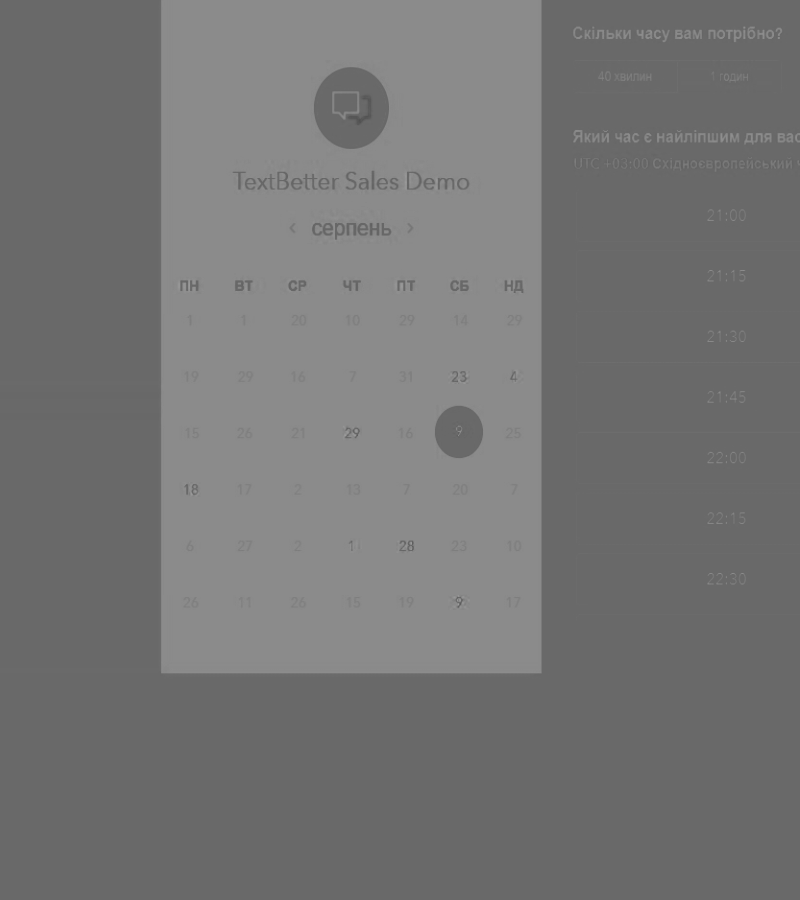 TextBetter Sales Demo
‹ серпень ›
ПН ВТ СР ЧТ ПТ СБ НД
1 1 20 10 29 14 29
19 29 16 7 31 23 4
15 26 21 29 16 9 25
18 17 2 13 7 20 7
6 27 2 1 28 23 10
26 11 26 15 19 9 17
Скільки часу вам потрібно?
40 хвилин 1 годин
Який час є найліпшим для вас
UTC +03:00 Східноєвропейський ч
21:00
21:15
21:30
21:45
22:00
22:15
22:30